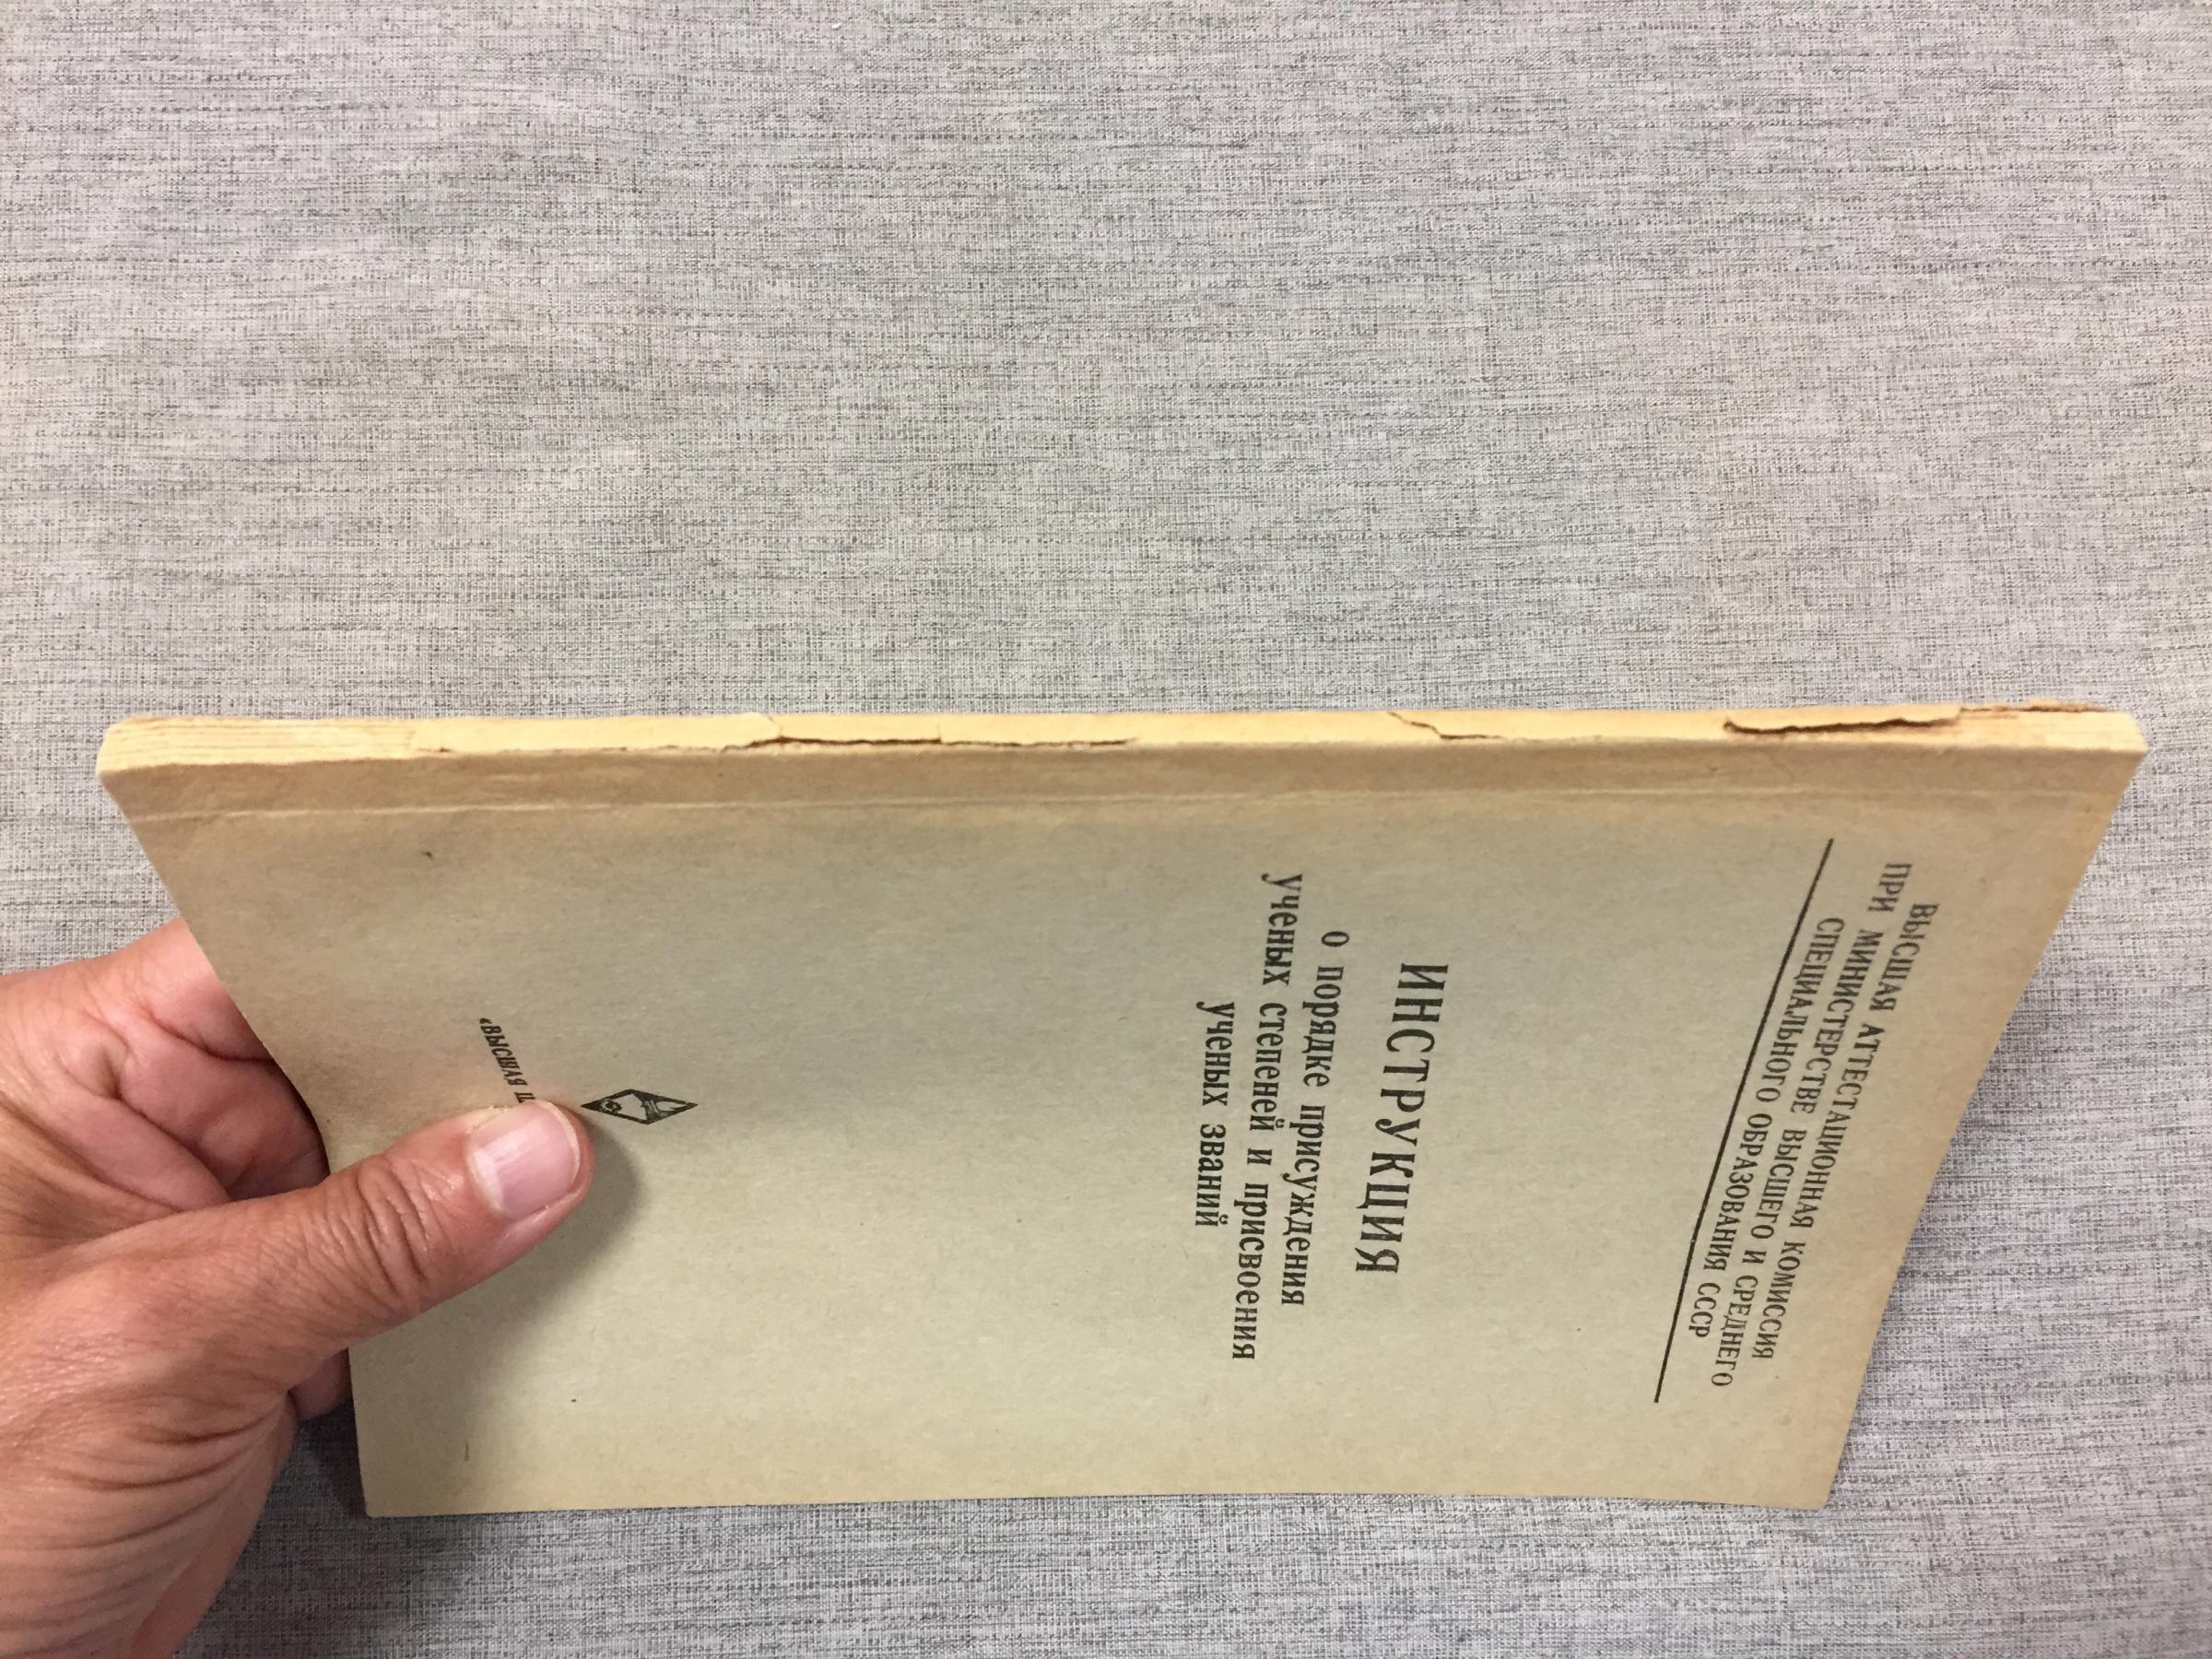 ВЫСШАЯ АТТЕСТАЦИОННАЯ КОМИССИЯ
ПРИ МИНИСТЕРСТВЕ ВЫСШЕГО И СРЕДНЕГО
СПЕЦИАЛЬНОГО ОБРАЗОВАНИЯ СССР
ИНСТРУКЦИЯ
о порядке присуждения
ученых степеней и присвоения
ученых званий
«ВЫСШАЯ